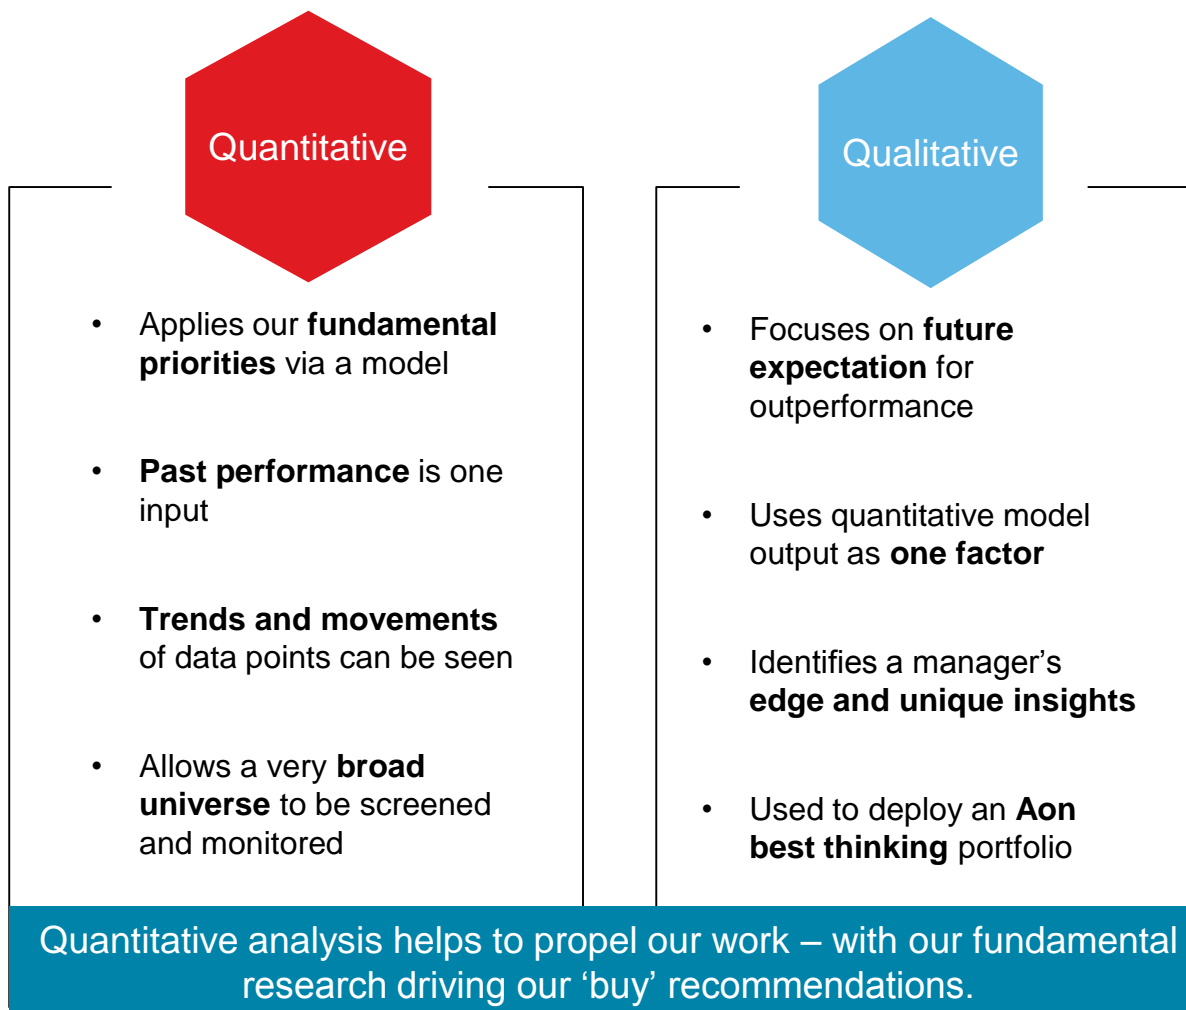 Quantitative
• Applies our fundamental
priorities via a model
• Past performance is one
input
• Trends and movements
of data points can be seen
• Allows a very broad
universe to be screened
and monitored
Qualitative
• Focuses on future
expectation for
outperformance
• Uses quantitative model
output as one factor
• Identifies a manager’s
edge and unique insights
• Used to deploy an Aon
best thinking portfolio
Quantitative analysis helps to propel our work – with our fundamental
research driving our ‘buy’ recommendations.